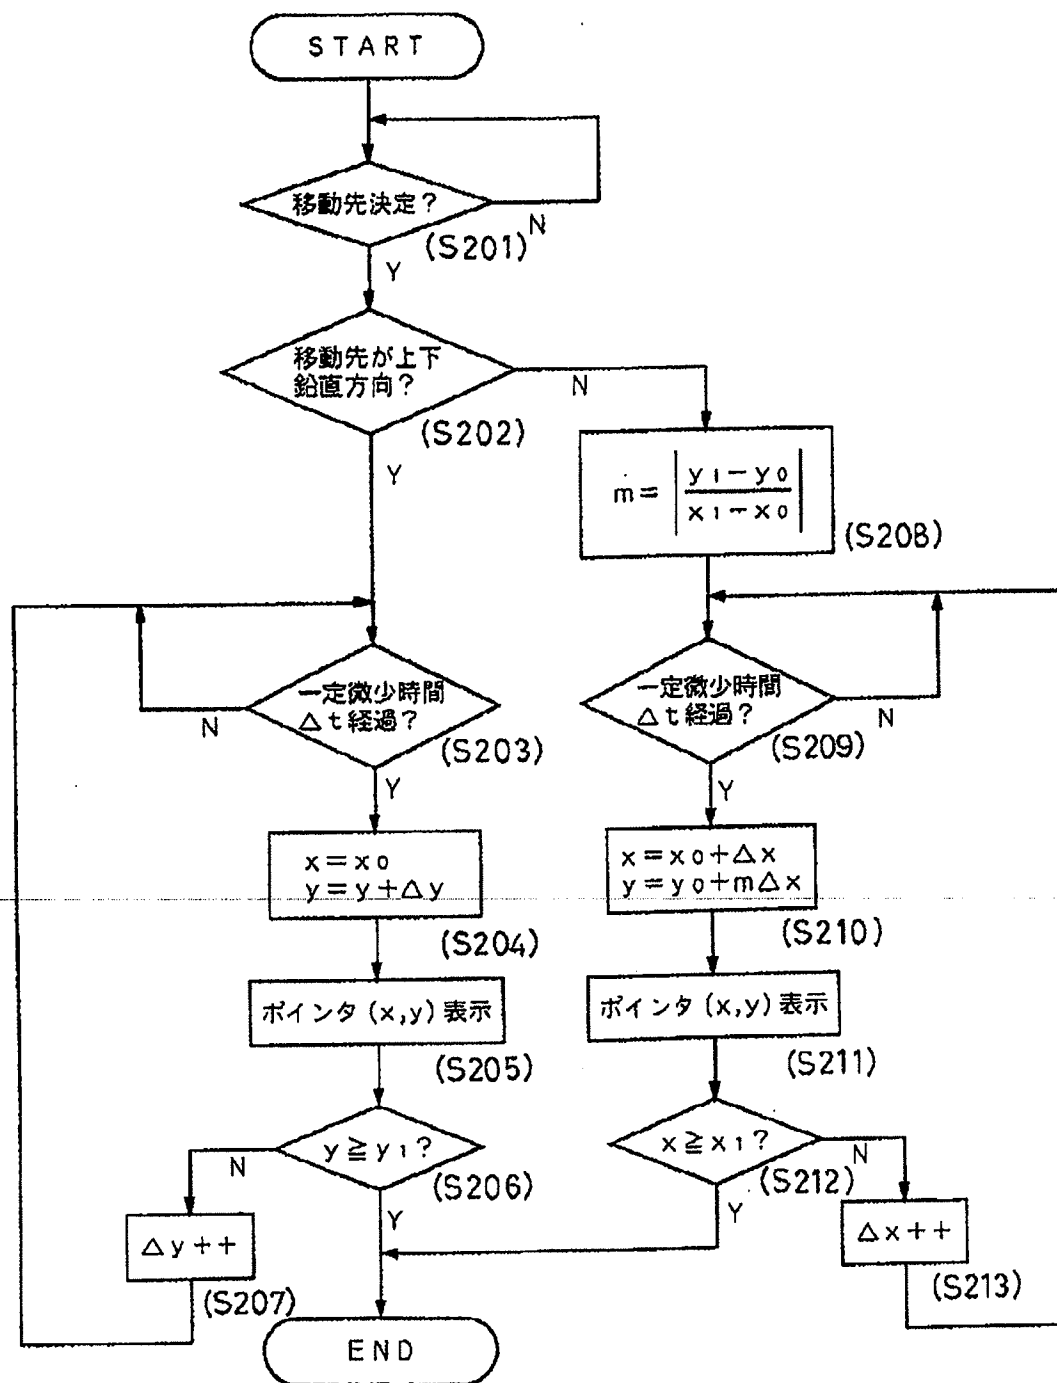 START
移動先決定?
N
(S201)
Y
移動先が上下
鉛直方向?
N
(S202)
Y
m=|y1-y0/x1-x0|
(S208)
一定微少時間
Δt経過?
N
(S203)
Y
一定微少時間
Δt経過?
N
(S209)
Y
x=x0
y=y+Δy
(S204)
x=x0+Δx
y=y0+mΔx
(S210)
ポインタ(x,y)表示
(S205)
ポインタ(x,y)表示
(S211)
y≧y1?
N
(S206)
Y
x≧x1?
N
(S212)
Y
Δy++
(S207)
Δx++
(S213)
END